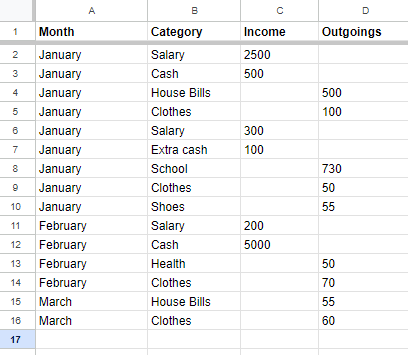 A B C D
1 Month Category Income Outgoings
2 January Salary 2500
3 January Cash 500
4 January House Bills 500
5 January Clothes 100
6 January Salary 300
7 January Extra cash 100
8 January School 730
9 January Clothes 50
10 January Shoes 55
11 February Salary 200
12 February Cash 5000
13 February Health 50
14 February Clothes 70
15 March House Bills 55
16 March Clothes 60
17